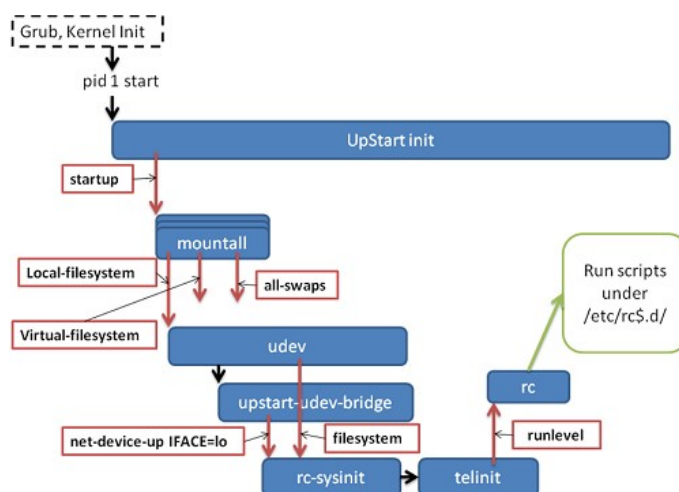 Grub, Kernel Init
pid 1 start
UpStart init
startup
mountall
Local-filesystem
all-swaps
Virtual-filesystem
Run scripts
under
/etc/rc$.d/
udev
rc
upstart-udev-bridge
net-device-up IFACE=lo
filesystem
runlevel
rc-sysinit
telinit